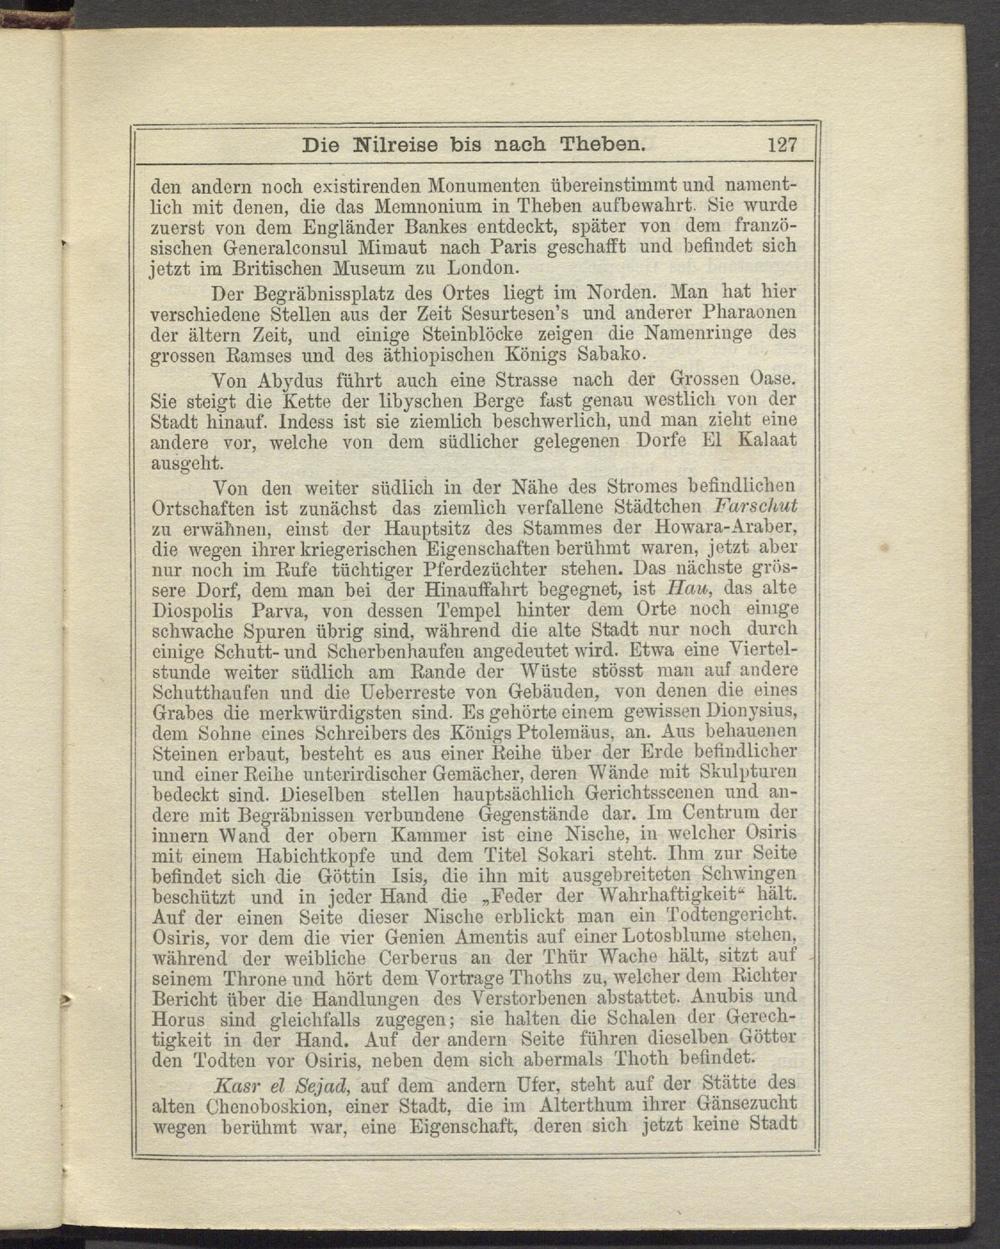 Die Nilreise bis nach Theben. 127
den andern noch existirenden Monumenten übereinstimmt und nament-
lich mit denen, die das Memnonium in Theben aufbewahrt. Sie wurde
zuerst von dem Engländer Bankes entdeckt, später von dem franzö-
sischen Generalconsul Mimaut nach Paris geschafft und befindet sich
jetzt im Britischen Museum zu London.
Der Begräbnissplatz des Ortes liegt im Norden. Man hat hier
verschiedene Stellen aus der Zeit Sesurtesen's und anderer Pharaonen
der ältern Zeit, und einige Steinblöcke zeigen die Namenringe des
grossen Ramses und des äthiopischen Königs Sabako.
Von Abydus führt auch eine Strasse nach der Grossen Oase.
Sie steigt die Kette der libyschen Berge fast genau westlich von der
Stadt hinauf. Indess ist sie ziemlich beschwerlich, und man zieht eine
andere vor, welche von dem südlicher gelegenen Dorfe El Kalaat
ausgeht.
Von den weiter südlich in der Nähe des Stromes befindlichen
Ortschaften ist zunächst das ziemlich verfallene Städtchen Farschut
zu erwähnen, einst der Hauptsitz des Stammes der Howara-Araber,
die wegen ihrer kriegerischen Eigenschaften berühmt waren, jetzt aber
nur noch im Rufe tüchtiger Pferdezüchter stehen. Das nächste grös-
sere Dorf, dem man bei der Hinauffahrt begegnet, ist Hau, das alte
Diospolis Parva, von dessen Tempel hinter dem Orte noch einige
schwache Spuren übrig sind, während die alte Stadt nur noch durch
einige Schutt- und Scherbenhaufen angedeutet wird. Etwa eine Viertel-
stunde weiter südlich am Rande der Wüste stösst man auf andere
Schutthaufen und die Ueberreste von Gebäuden, von denen die eines
Grabes die merkwürdigsten sind. Es gehörte einem gewissen Dionysius,
dem Sohne eines Schreibers des Königs Ptolemäus, an. Aus behauenen
Steinen erbaut, besteht es aus einer Reihe über der Erde befindlicher
und einer Reihe unterirdischer Gemächer, deren Wände mit Skulpturen
bedeckt sind. Dieselben stellen hauptsächlich Gerichtsscenen und an-
dere mit Begräbnissen verbundene Gegenstände dar. Im Centrum der
innern Wand der obern Kammer ist eine Nische, in welcher Osiris
mit einem Habichtkopfe und dem Titel Sokari steht. Ihm zur Seite
befindet sich die Göttin Isis, die ihn mit ausgebreiteten Schwingen
beschützt und in jeder Hand die „Feder der Wahrhaftigkeit“ hält.
Auf der einen Seite dieser Nische erblickt man ein Todtengericht.
Osiris, vor dem die vier Genien Amentis auf einer Lotosblume stehen,
während der weibliche Cerberus an der Thür Wache hält, sitzt auf
seinem Throne und hört dem Vortrage Thoths zu, welcher dem Richter
Bericht über die Handlungen des Verstorbenen abstattet. Anubis und
Horus sind gleichfalls zugegen; sie halten die Schalen der Gerech-
tigkeit in der Hand. Auf der andern Seite führen dieselben Götter
den Todten vor Osiris, neben dem sich abermals Thoth befindet.
Kasr el Sejad, auf dem andern Ufer, steht auf der Stätte des
alten Chenoboskion, einer Stadt, die im Alterthum ihrer Gänsezucht
wegen berühmt war, eine Eigenschaft, deren sich jetzt keine Stadt